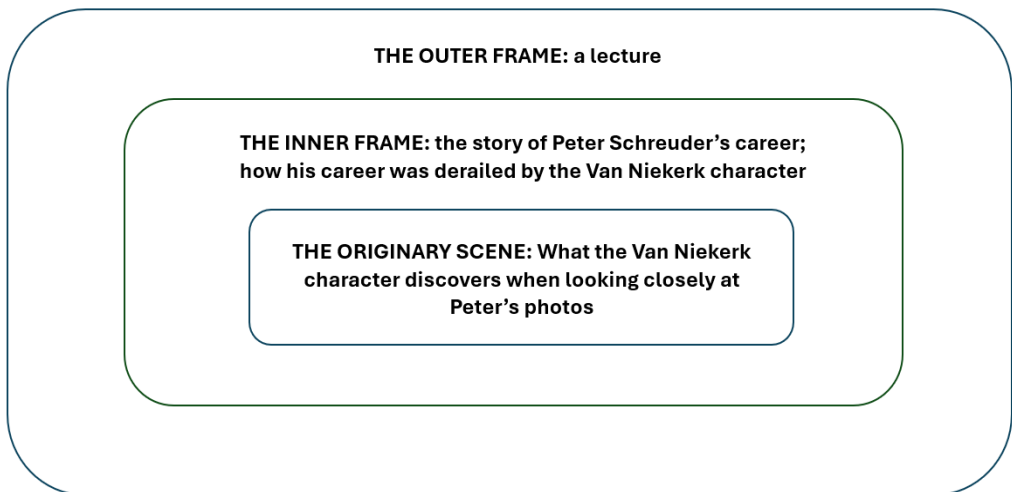 THE OUTER FRAME: a lecture
THE INNER FRAME: the story of Peter Schreuder’s career;
how his career was derailed by the Van Niekerk character
THE ORIGINARY SCENE: What the Van Niekerk
character discovers when looking closely at
Peter’s photos